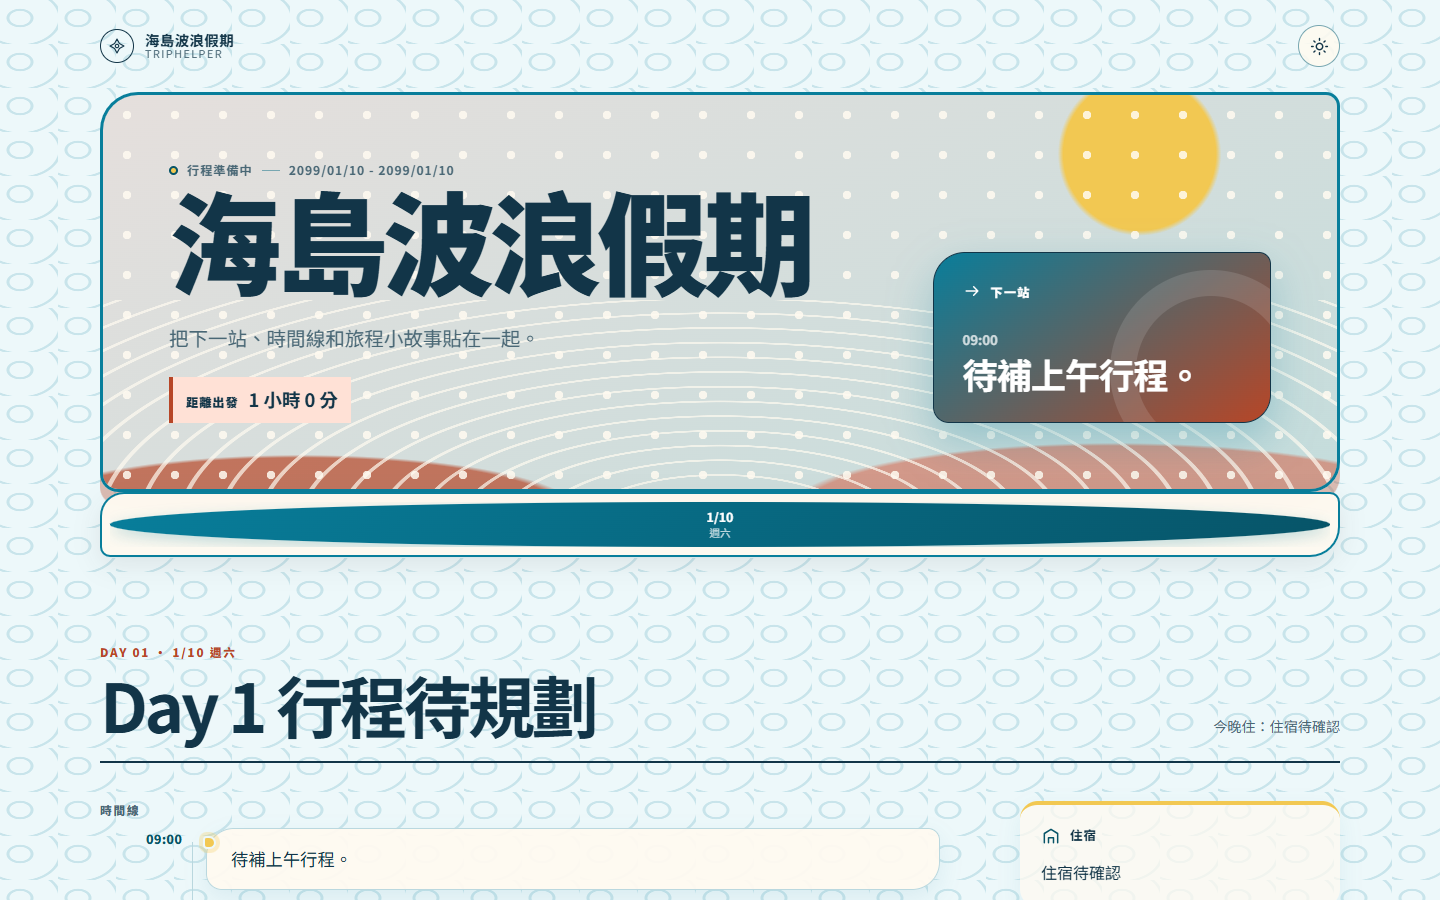 海島波浪假期
TRIPHELPER
行程準備中 — 2099/01/10 - 2099/01/10
海島波浪假期
把下一站、時間線和旅程小故事貼在一起。
距離出發 1 小時 0 分
下一站
09:00
待補上午行程。
1/10
週六
DAY 01 · 1/10 週六
Day 1 行程待規劃
今晚住：住宿待確認
時間線
09:00
待補上午行程。
住宿
住宿待確認